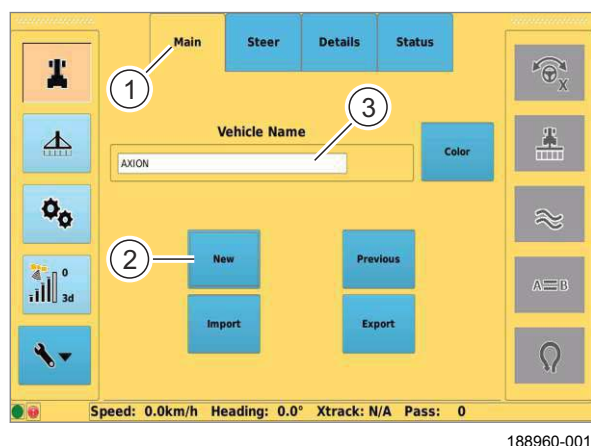 Main Steer Details Status
1
3
X
Vehicle Name
AXION
Color
2
New Previous
0
3d
A=B
Import Export
Speed: 0.0km/h Heading: 0.0° Xtrack: N/A Pass: 0
188960-001